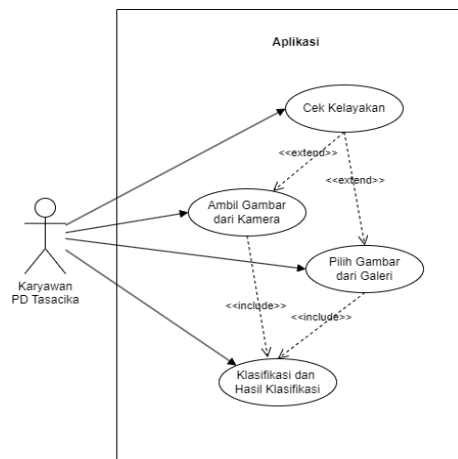 Aplikasi
Cek Kelayakan
<<extend>>
<<extend>>
Ambil Gambar
dari Kamera
Pilih Gambar
dari Galeri
Karyawan
PD Tasacika
<<include>>
<<include>>
Klasifikasi dan
Hasil Klasifikasi